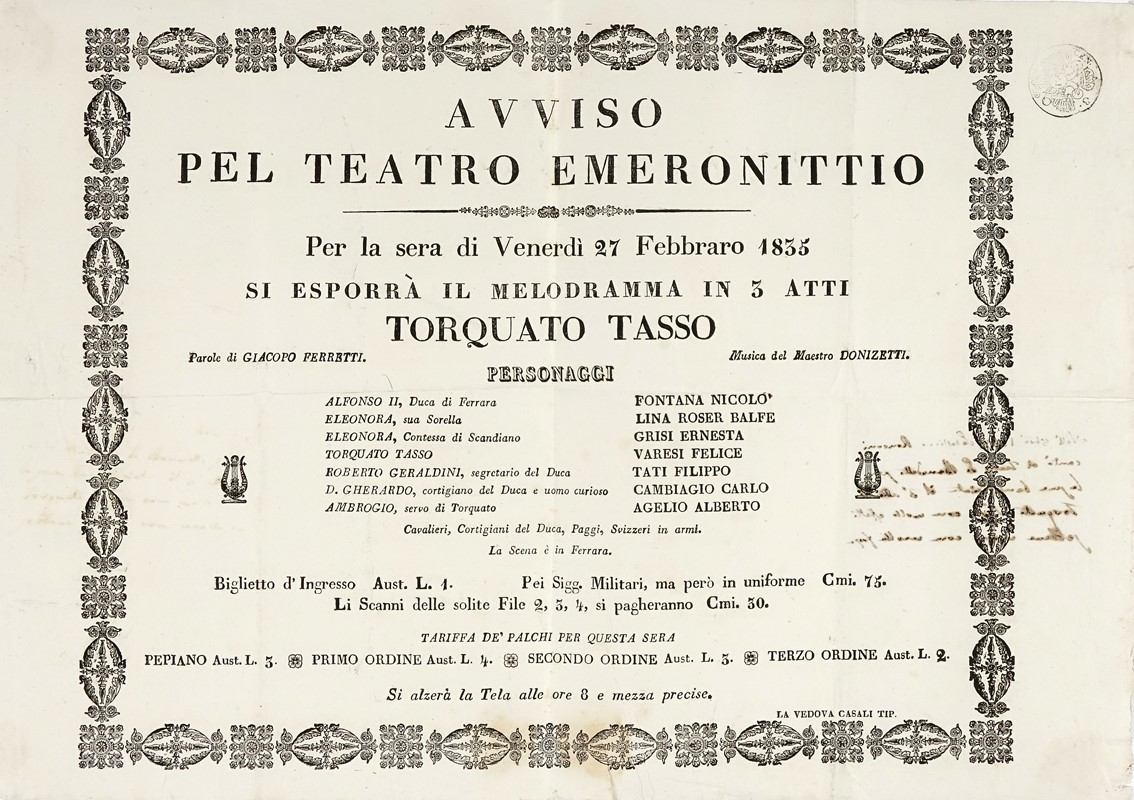 AVVISO
PEL TEATRO EMERONITTIO
Per la sera di Venerdì 27 Febbraro 1835
SI ESPORRÀ IL MELODRAMMA IN 3 ATTI
TORQUATO TASSO
Parole di GIACOPO FERRETTI. Musica del Maestro DONIZETTI.
PERSONAGGI
ALFONSO II, Duca di Ferrara FONTANA NICOLO'
ELEONORA, sua Sorella LINA ROSER BALFE
ELEONORA, Contessa di Scandiano GRISI ERNESTA
TORQUATO TASSO VARESI FELICE
ROBERTO GERALDINI, segretario del Duca TATI FILIPPO
D. GHERARDO, cortigiano del Duca e uomo curioso CAMBIAGIO CARLO
AMBROGIO, servo di Torquato AGELIO ALBERTO
Cavalieri, Cortigiani del Duca, Paggi, Svizzeri in armi.
La Scena è in Ferrara.
Biglietto d'Ingresso Aust. L. 1. Pei Sigg. Militari, ma però in uniforme Cmi. 75.
Li Scanni delle solite File 2, 3, 4, si pagheranno Cmi. 50.
TARIFFA DE' PALCHI PER QUESTA SERA
PEPIANO Aust. L. 3. PRIMO ORDINE Aust. L. 4. SECONDO ORDINE Aust. L. 3. TERZO ORDINE Aust. L. 2.
Si alzerà la Tela alle ore 8 e mezza precise.
LA VEDOVA CASALI TIP.